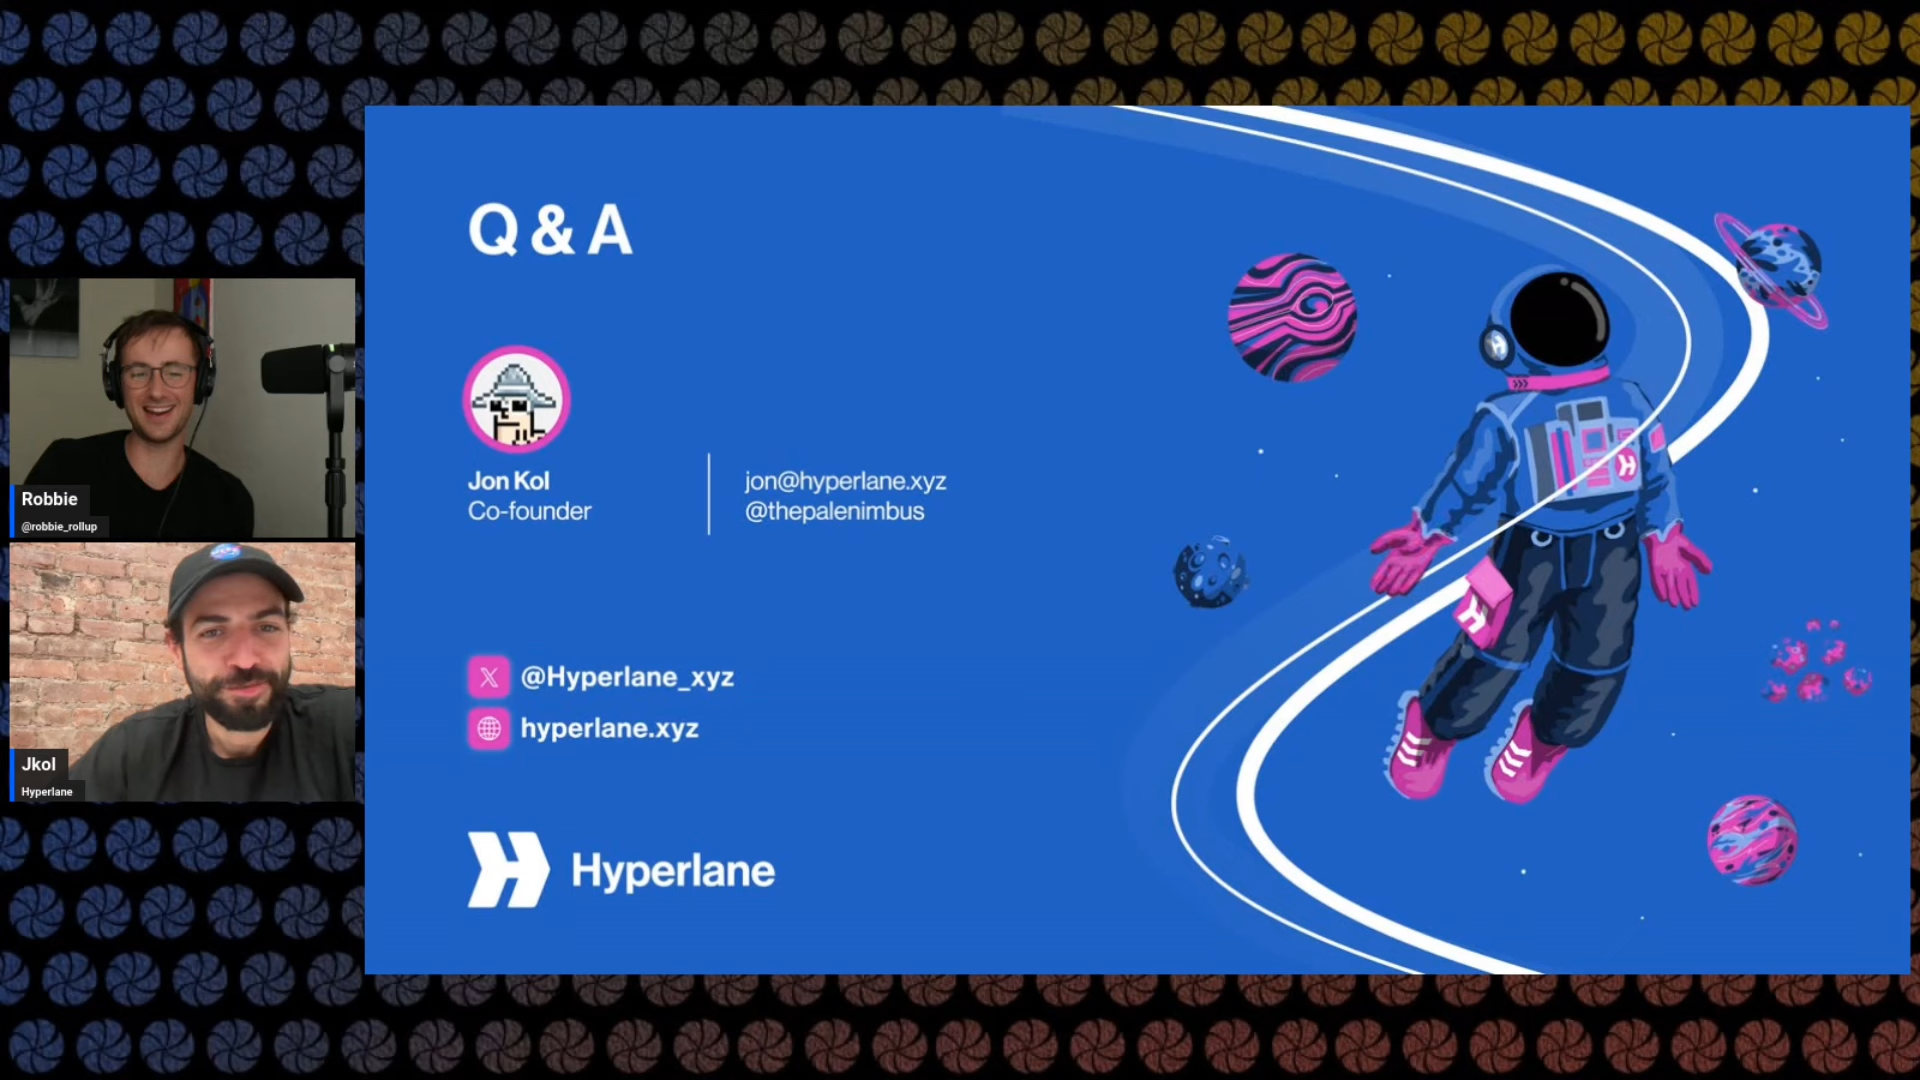 Q & A
Jon Kol
Co-founder
jon@hyperlane.xyz
@thepalenimbus
@Hyperlane_xyz
hyperlane.xyz
Hyperlane
Robbie
@robbie_rollup
Jkol
Hyperlane